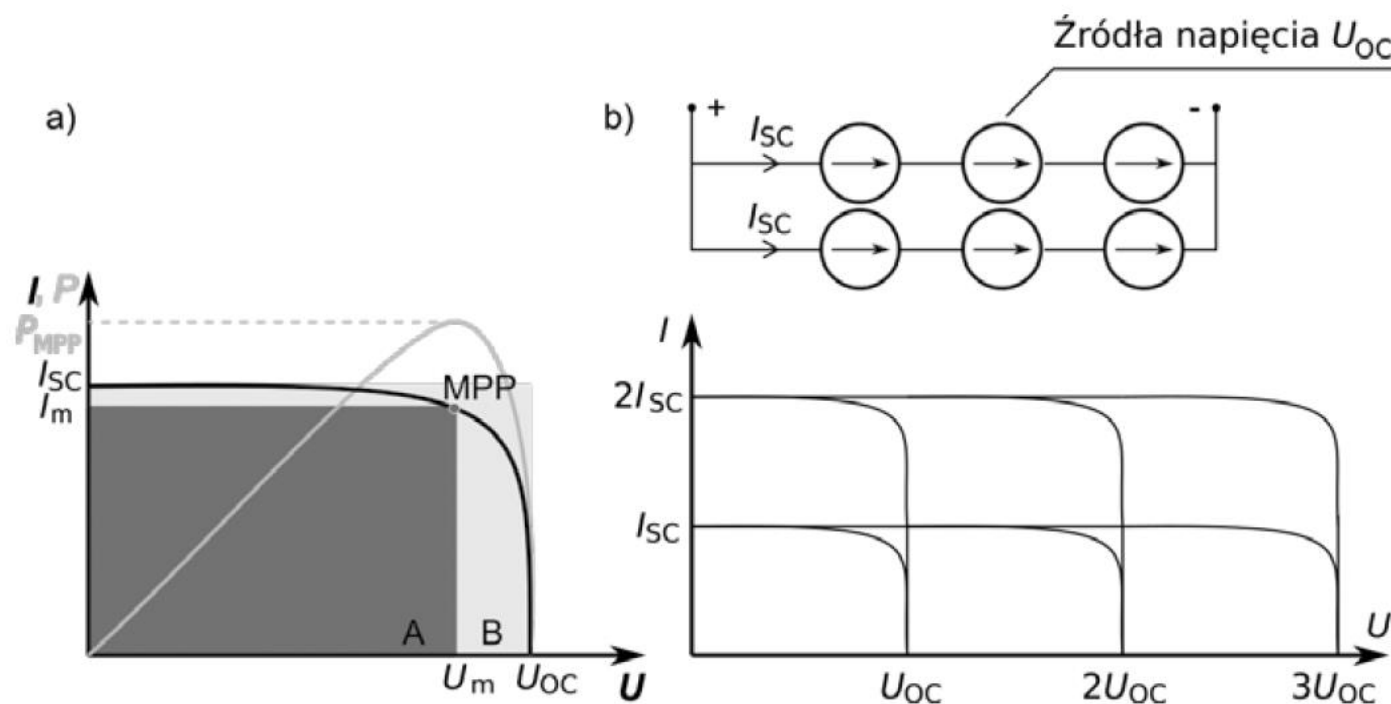 a)
I, P
P_MPP
I_SC
I_m
MPP
A
B
U_m
U_OC
U
b)
Źródła napięcia U_OC
+
-
I_SC
I_SC
I
2I_SC
I_SC
U
U_OC
2U_OC
3U_OC